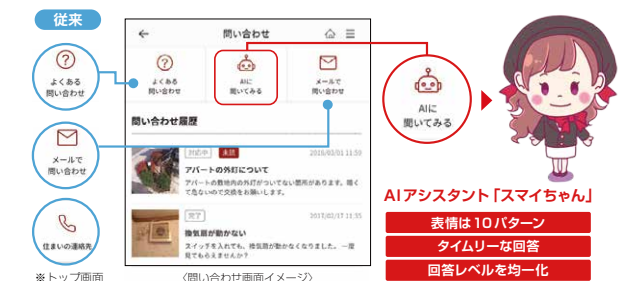 従来
よくある
問い合わせ
メールで
問い合わせ
住まいの連絡先
※トップ画面
問い合わせ
よくある
問い合わせ
AIに
聞いてみる
メールで
問い合わせ
問い合わせ履歴
対応中 未読 2019/03/01 11:53
アパートの外灯について
アパートの敷地内の外灯がついてない箇所があります。暗く
て危ないので交換をお願いします。
完了 2017/02/17 11:55
換気扇が動かない
スイッチを入れても、換気扇が動かなくなりました。一度
見てもらえませんか?
〈問い合わせ画面イメージ〉
AIに
聞いてみる
AIアシスタント「スマイちゃん」
表情は10パターン
タイムリーな回答
回答レベルを均一化